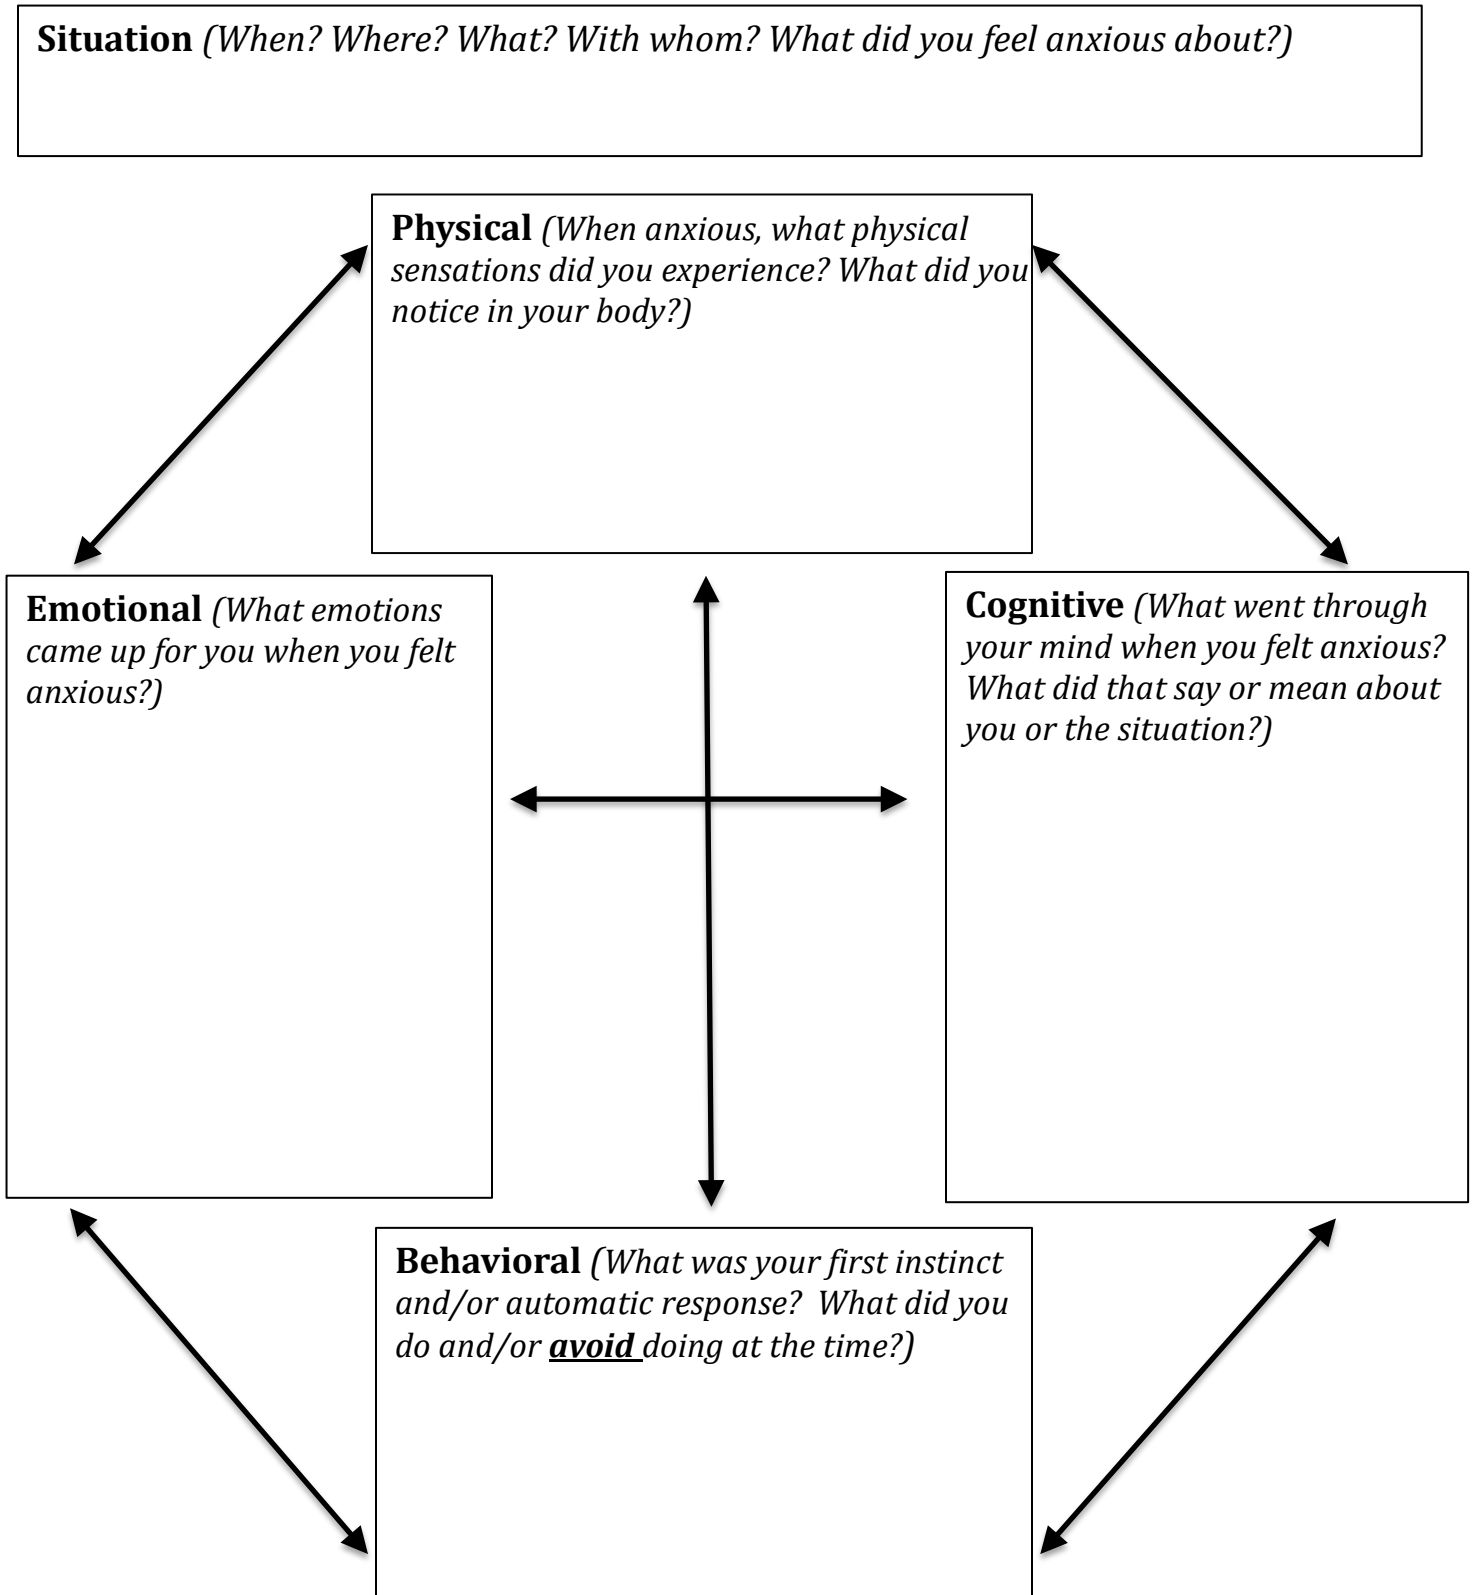 Situation (When? Where? What? With whom? What did you feel anxious about?)
Physical (When anxious, what physical
sensations did you experience? What did you
notice in your body?)
Emotional (What emotions
came up for you when you felt
anxious?)
Cognitive (What went through
your mind when you felt anxious?
What did that say or mean about
you or the situation?)
Behavioral (What was your first instinct
and/or automatic response?  What did you
do and/or avoid doing at the time?)